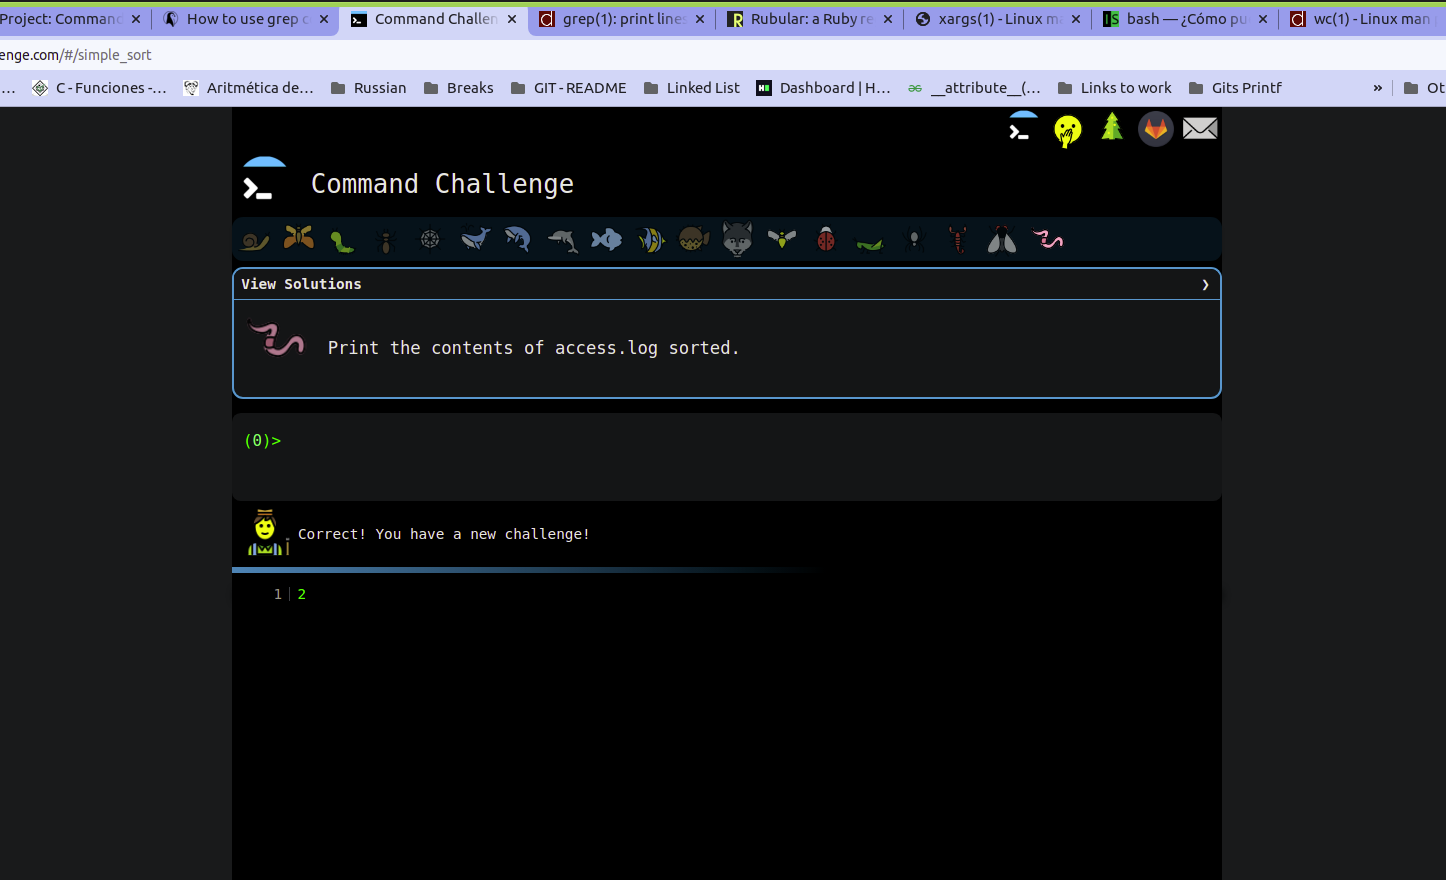 Project: Command How to use grep c Command Challen grep(1): print lines Rubular: a Ruby re xargs(1) - Linux ma bash — ¿Cómo pue wc(1) - Linux man
enge.com/#/simple_sort
... C - Funciones -... Aritmética de... Russian Breaks GIT - README Linked List Dashboard | H... __attribute__(... Links to work Gits Printf » Ot
Command Challenge
View Solutions ❯
Print the contents of access.log sorted.
(0)>
Correct! You have a new challenge!
1 2